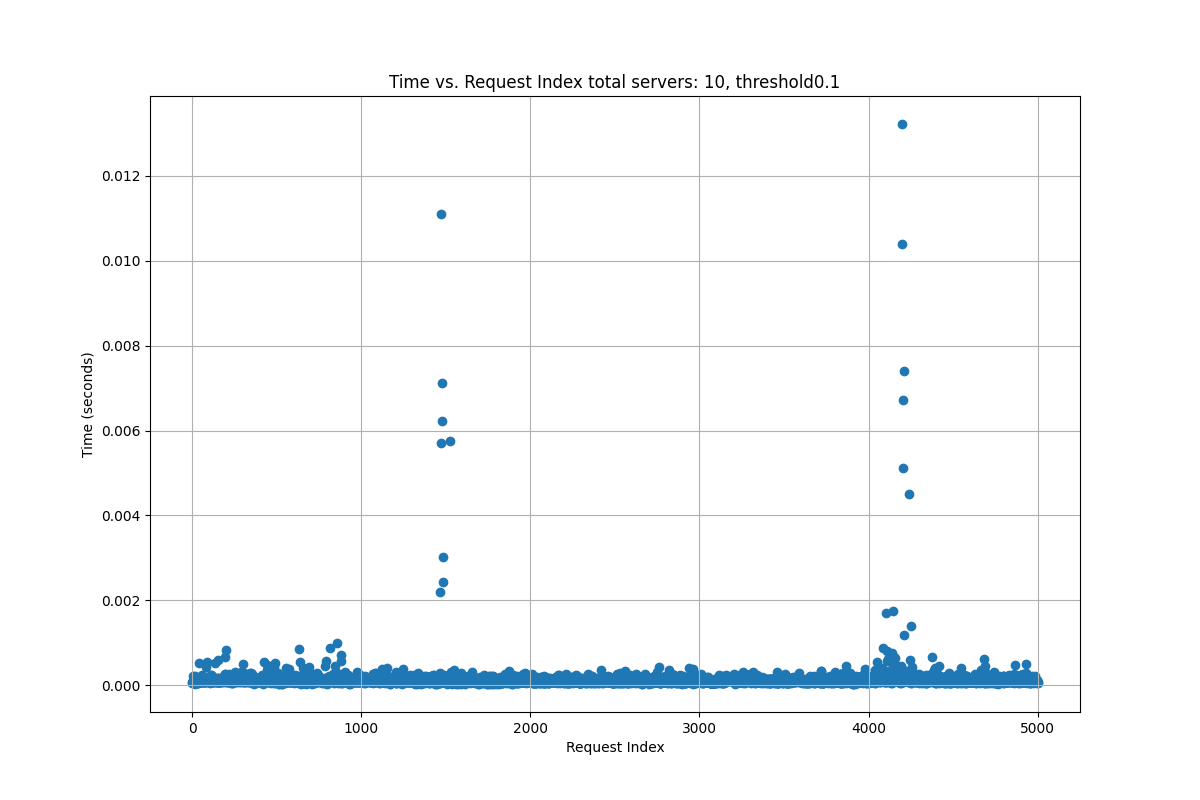 Time vs. Request Index total servers: 10, threshold0.1
Time (seconds)
0.012
0.010
0.008
0.006
0.004
0.002
0.000
0 1000 2000 3000 4000 5000
Request Index